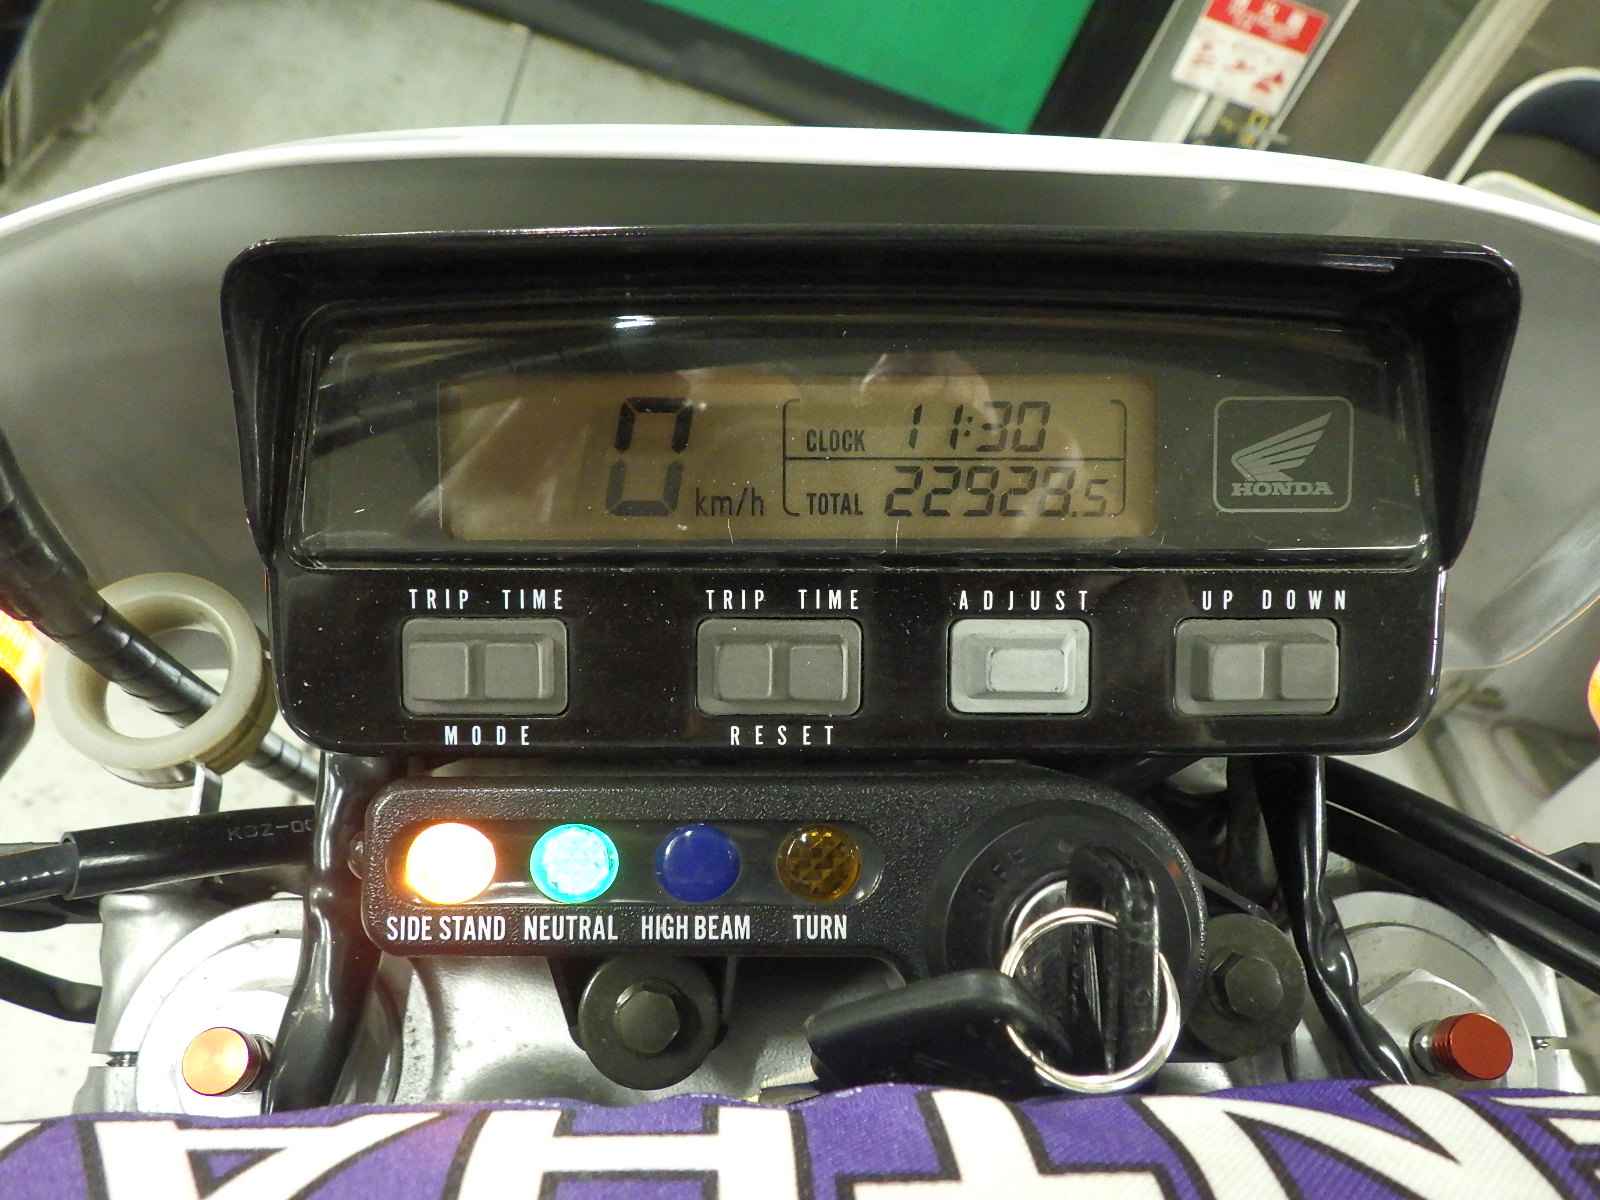 0 km/h
CLOCK 11:30
TOTAL 22928.5
HONDA
TRIP TIME
TRIP TIME
ADJUST
UP DOWN
MODE
RESET
SIDE STAND
NEUTRAL
HIGH BEAM
TURN